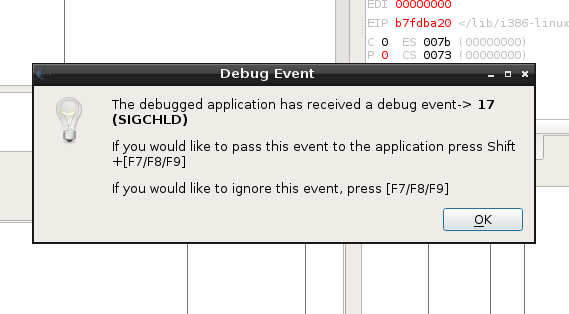 EDI 00000000
EIP b7fdba20 </lib/i386-linux
C 0 ES 007b (00000000)
P 0 CS 0073 (00000000)
Debug Event
The debugged application has received a debug event-> 17
(SIGCHLD)
If you would like to pass this event to the application press Shift
+[F7/F8/F9]
If you would like to ignore this event, press [F7/F8/F9]
OK